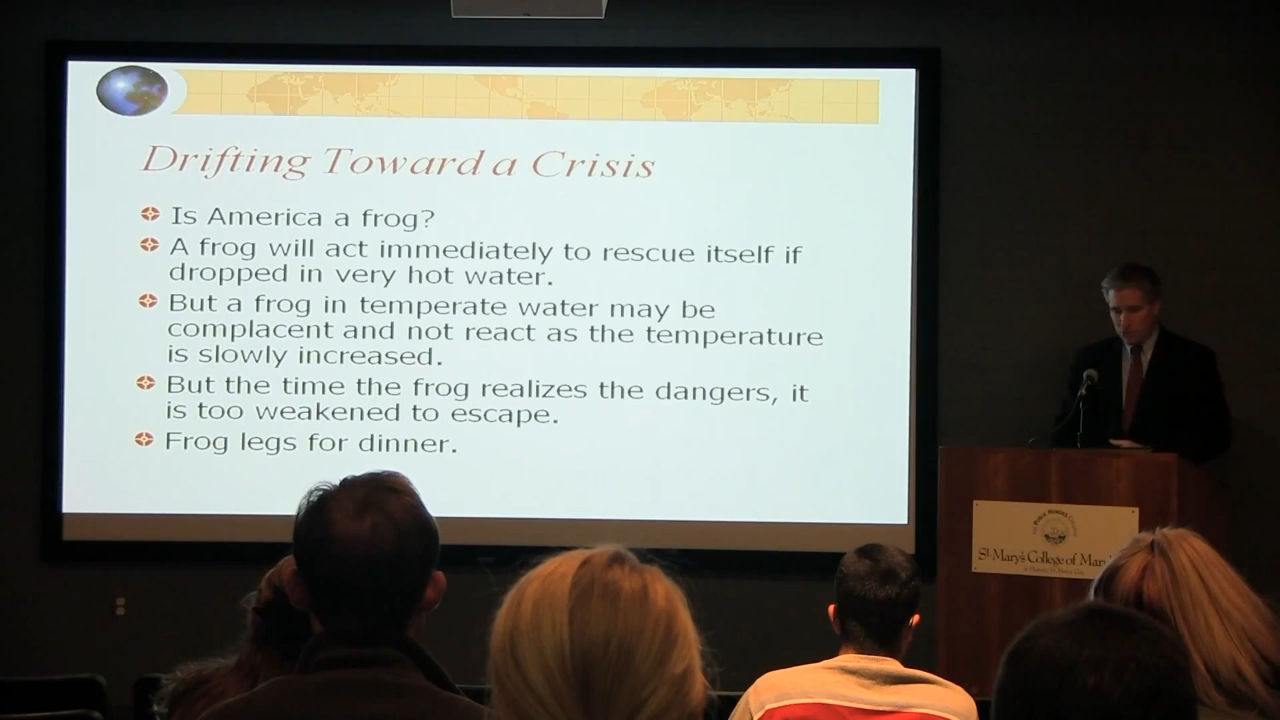 Drifting Toward a Crisis
Is America a frog?
A frog will act immediately to rescue itself if
dropped in very hot water.
But a frog in temperate water may be
complacent and not react as the temperature
is slowly increased.
But the time the frog realizes the dangers, it
is too weakened to escape.
Frog legs for dinner.
St. Mary's College of